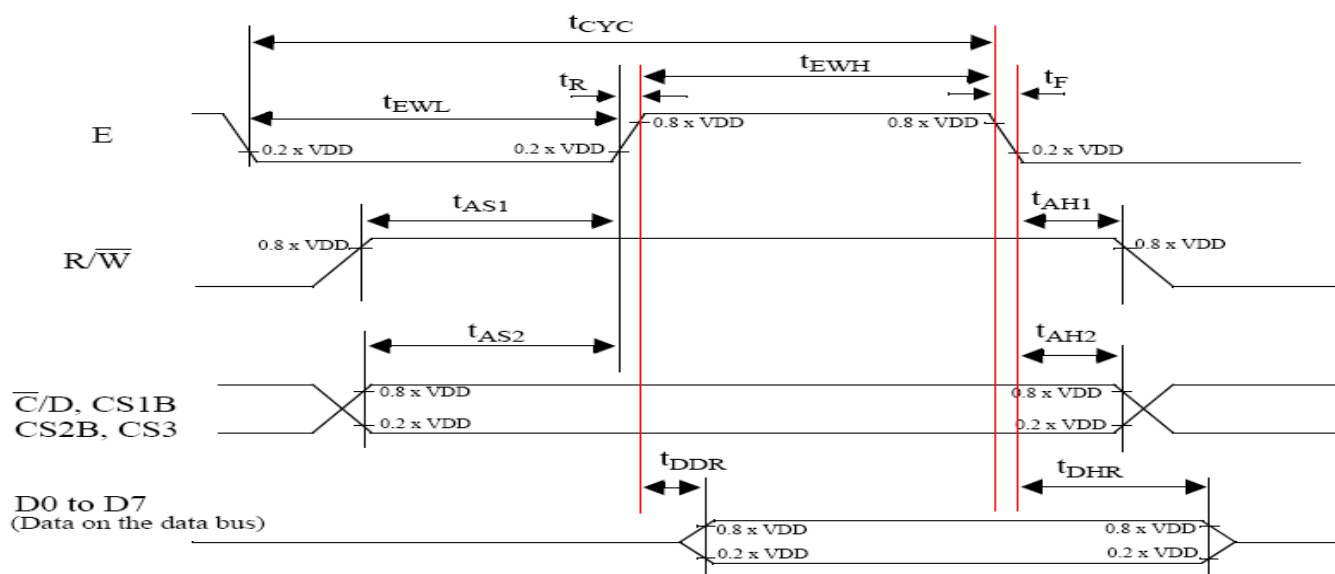 tCYC
tEWH
tR
tF
tEWL
E
0.8 x VDD
0.8 x VDD
0.2 x VDD
0.2 x VDD
0.2 x VDD
tAS1
tAH1
R/W̅
0.8 x VDD
0.8 x VDD
tAS2
tAH2
C̅/D, CS1B
CS2B, CS3
0.8 x VDD
0.8 x VDD
0.2 x VDD
0.2 x VDD
tDDR
tDHR
D0 to D7
(Data on the data bus)
0.8 x VDD
0.8 x VDD
0.2 x VDD
0.2 x VDD